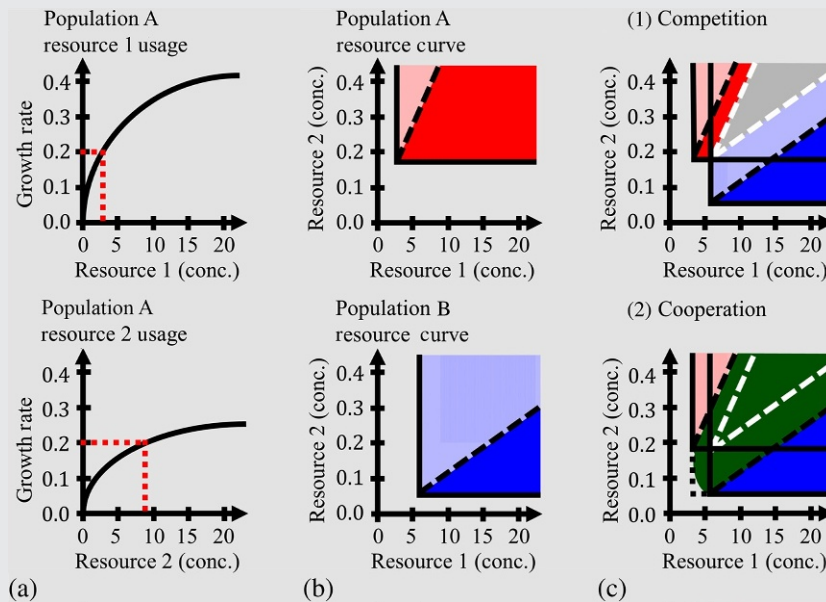 Population A
resource 1 usage
Growth rate
0.4
0.3
0.2
0.1
0.0
0 5 10 15 20
Resource 1 (conc.)
Population A
resource 2 usage
Growth rate
0.4
0.3
0.2
0.1
0.0
0 5 10 15 20
Resource 2 (conc.)
(a)
Population A
resource curve
Resource 2 (conc.)
0.4
0.3
0.2
0.1
0.0
0 5 10 15 20
Resource 1 (conc.)
Population B
resource curve
Resource 2 (conc.)
0.4
0.3
0.2
0.1
0.0
0 5 10 15 20
Resource 1 (conc.)
(b)
(1) Competition
Resource 2 (conc.)
0.4
0.3
0.2
0.1
0.0
0 5 10 15 20
Resource 1 (conc.)
(2) Cooperation
Resource 2 (conc.)
0.4
0.3
0.2
0.1
0.0
0 5 10 15 20
Resource 1 (conc.)
(c)